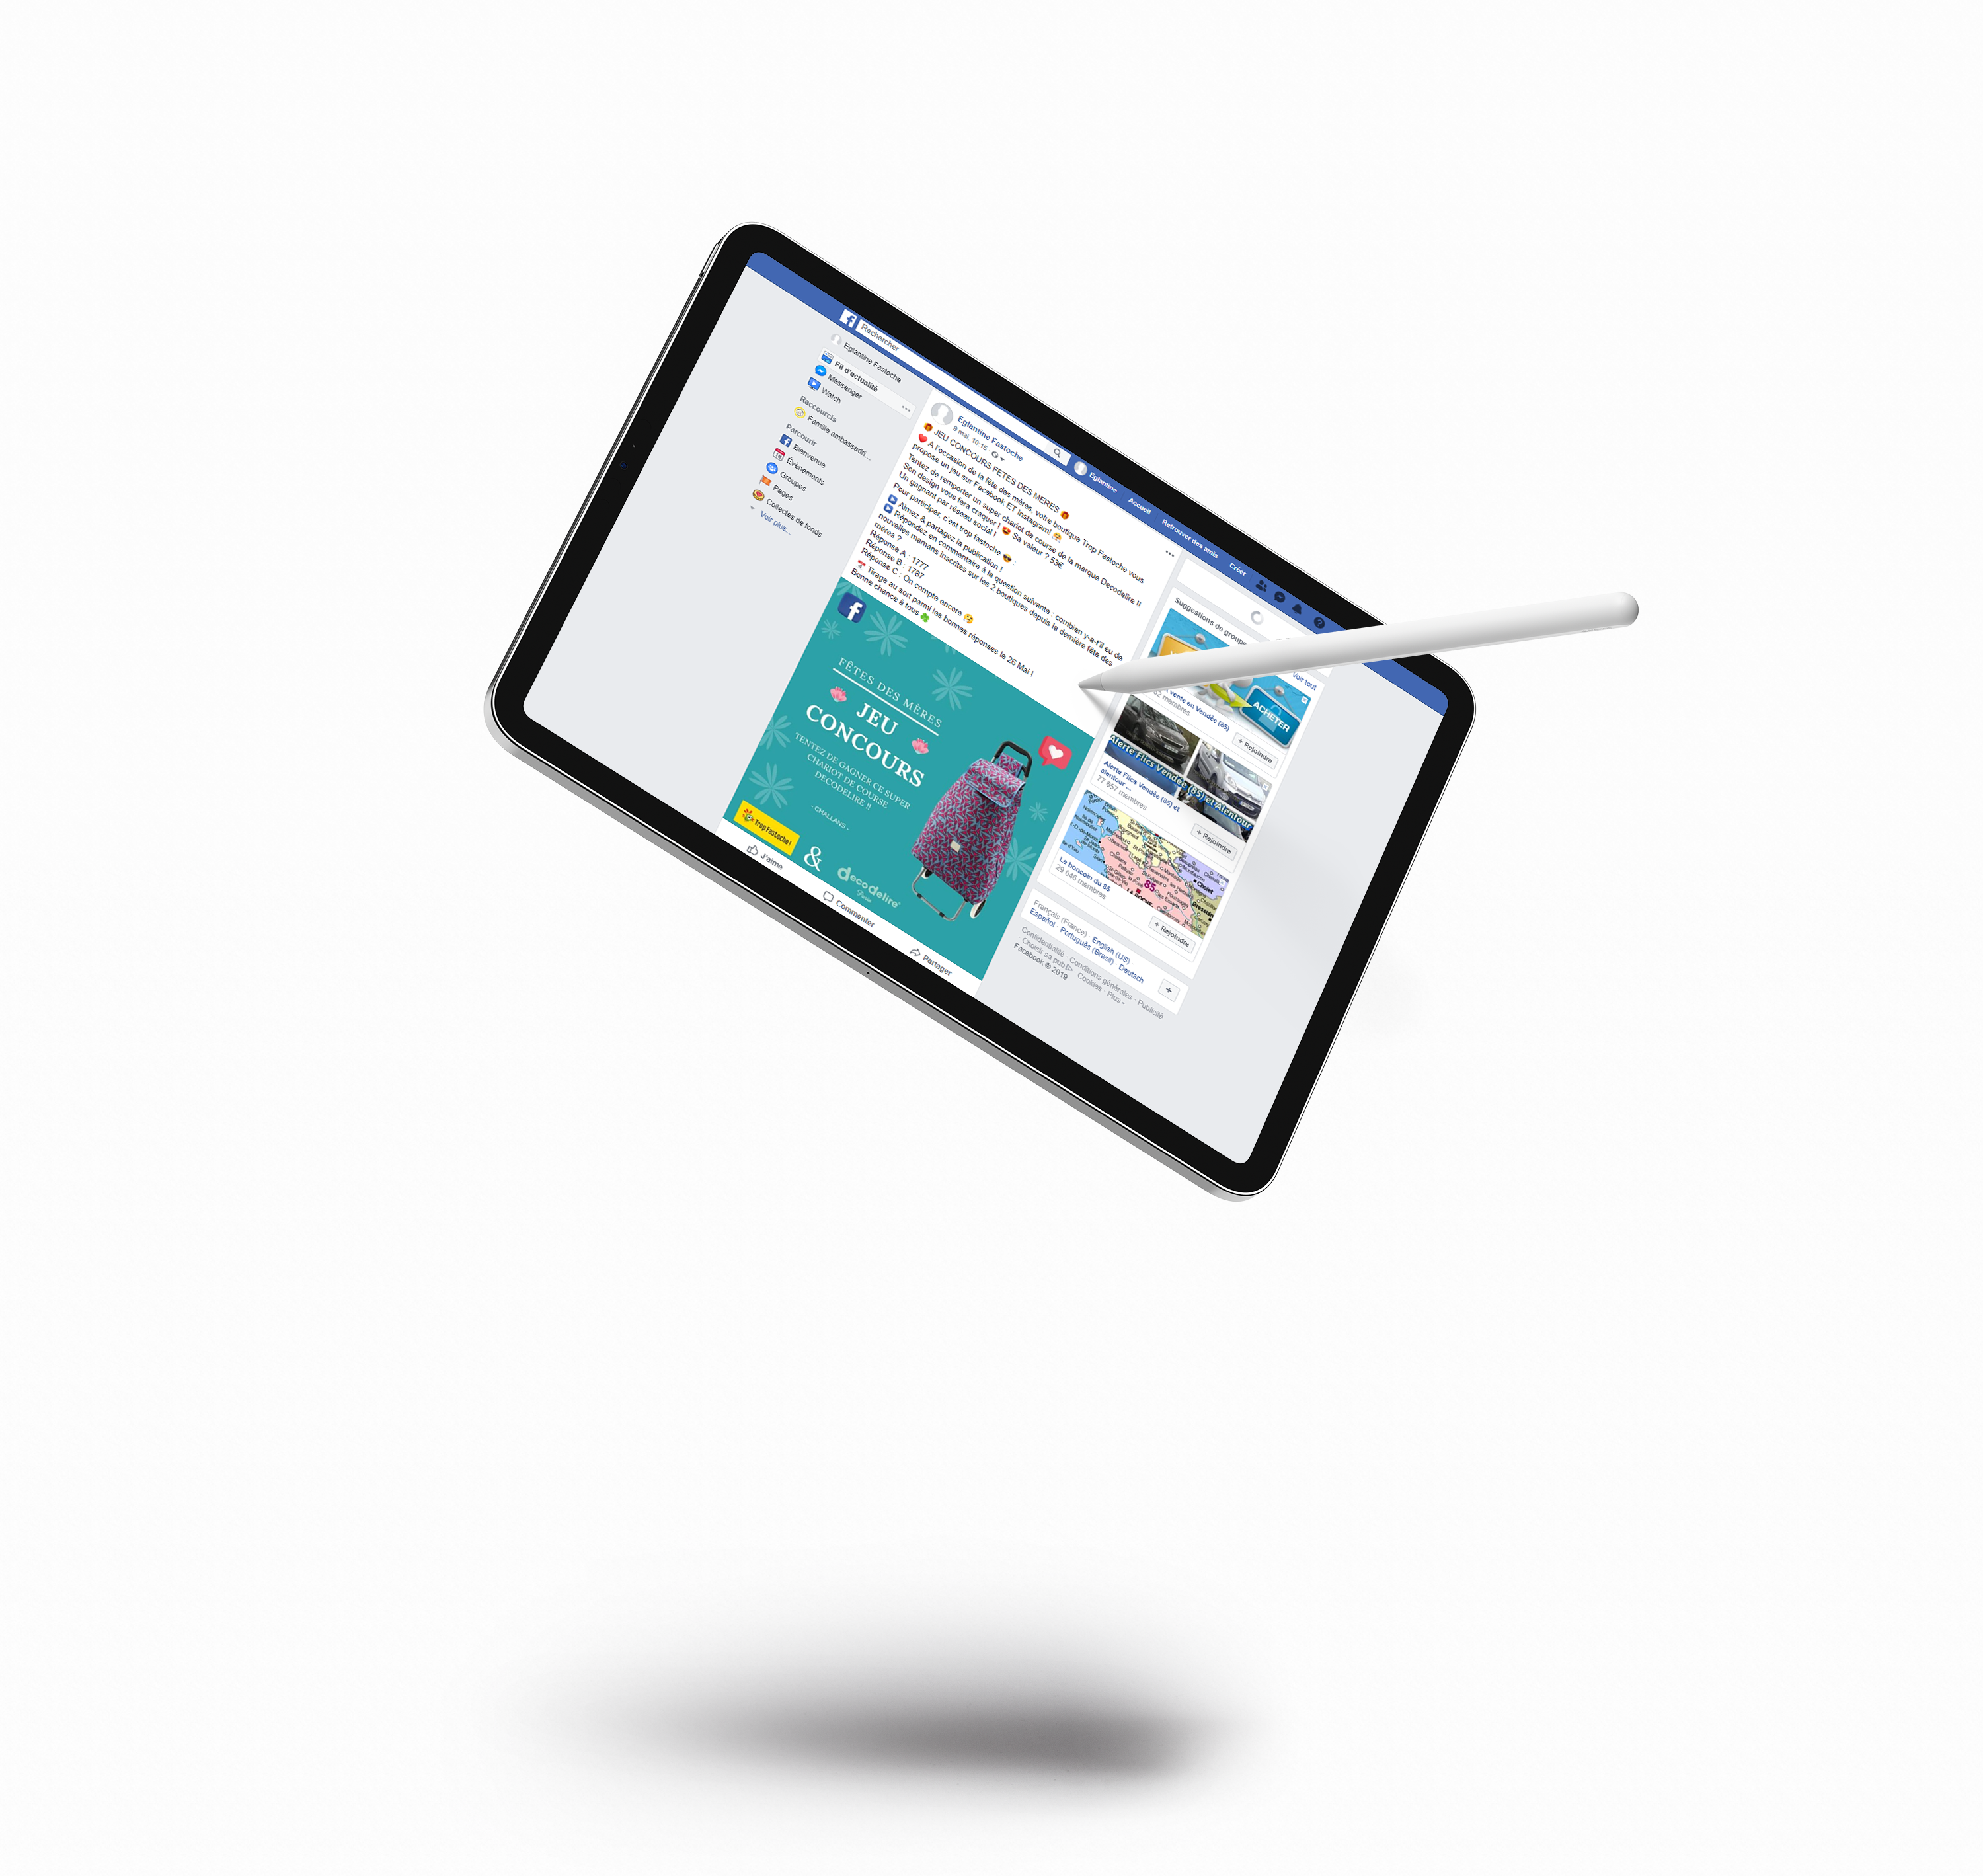 Rechercher
Eglantine
Accueil
Retrouver des amis
Créer
Eglantine Fastoche
Fil d'actualité
Messenger
Watch
Raccourcis
Famille ambassadri...
Parcourir
Bienvenue
Évènements
Groupes
Pages
Collectes de fonds
Voir plus...
Eglantine Fastoche
9 mai, 10:15
JEU CONCOURS FETES DES MERES
A l'occasion de la fête des mères, votre boutique Trop Fastoche vous
propose un jeu sur Facebook ET Instagram!
Tentez de remporter un super chariot de course de la marque Decodelire !!
Son design vous fera craquer ! Sa valeur ? 53€
Un gagnant par réseau social !
Pour participer, c'est trop fastoche :
Aimez & partagez la publication !
Répondez en commentaire à la question suivante : combien y-a-t'il eu de
nouvelles mamans inscrites sur les 2 boutiques depuis la dernière fête des
mères ?
Réponse A : 1777
Réponse B : 1787
Réponse C : On compte encore
Tirage au sort parmi les bonnes réponses le 26 Mai !
Bonne chance à tous
FÊTES DES MÈRES
JEU
CONCOURS
TENTEZ DE GAGNER CE SUPER
CHARIOT DE COURSE
DECODELIRE !!
- CHALLANS -
Trop Fastoche !
&
decodelire
Paris
J'aime
Commenter
Partager
Suggestions de groupe
Voir tout
ACHETER
vente en Vendée (85)
membres
+ Rejoindre
Alerte Flics Vendée (85) et Alentour
Alerte Flics Vendée (85) et
alentour ...
77 657 membres
+ Rejoindre
85
Cholet
Le boncoin du 85
29 046 membres
+ Rejoindre
Français (France) · English (US) ·
Español · Português (Brasil) · Deutsch
+
Confidentialité · Conditions générales · Publicité
Choisir sa pub · Cookies · Plus
Facebook © 2019